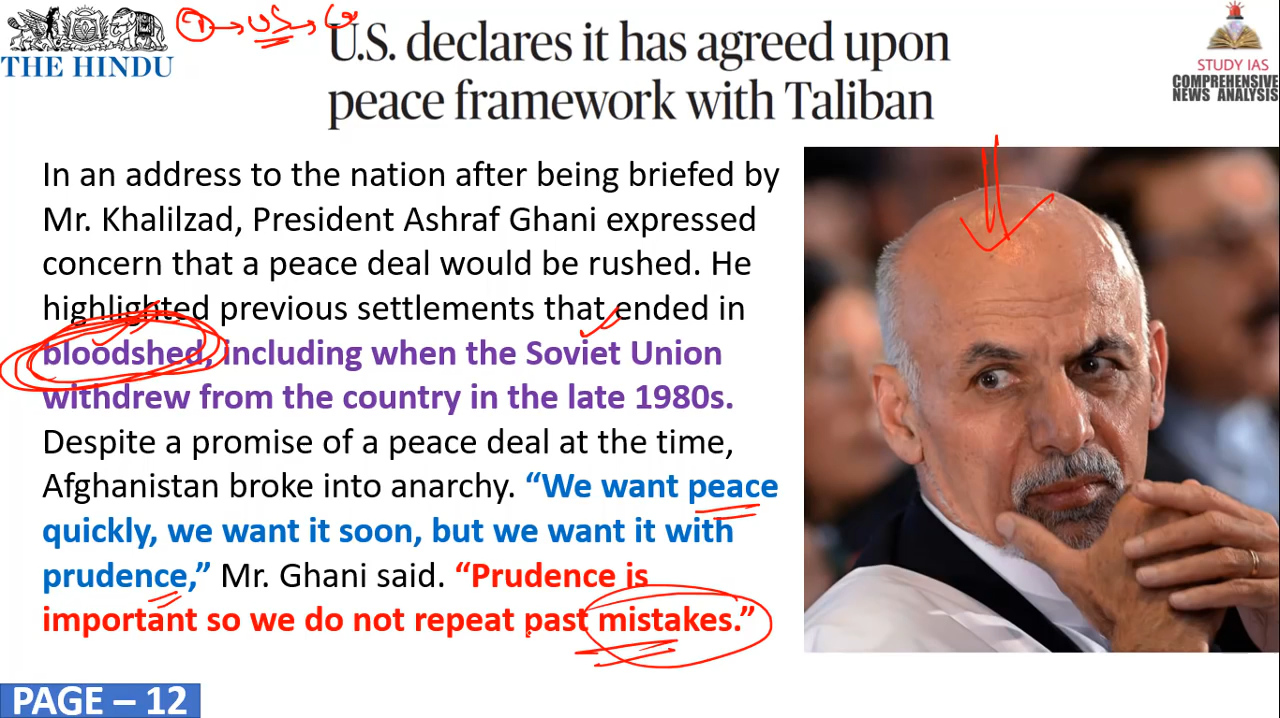 THE HINDU
U.S. declares it has agreed upon
peace framework with Taliban
STUDY IAS
COMPREHENSIVE
NEWS ANALYSIS
In an address to the nation after being briefed by
Mr. Khalilzad, President Ashraf Ghani expressed
concern that a peace deal would be rushed. He
highlighted previous settlements that ended in
bloodshed, including when the Soviet Union
withdrew from the country in the late 1980s.
Despite a promise of a peace deal at the time,
Afghanistan broke into anarchy. “We want peace
quickly, we want it soon, but we want it with
prudence,” Mr. Ghani said. “Prudence is
important so we do not repeat past mistakes.”
PAGE – 12